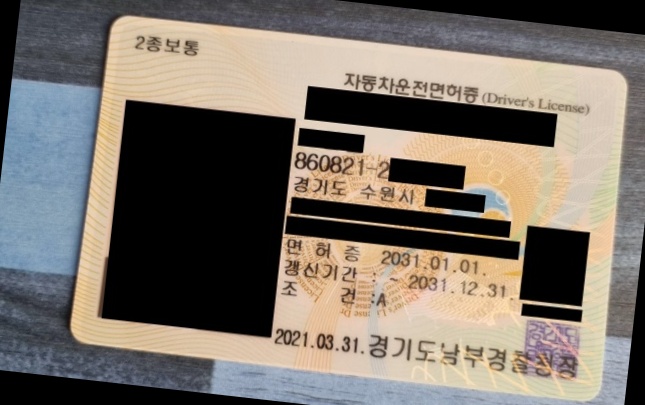 2종보통
자동차운전면허증 (Driver's License)
860821-2
경기도 수원시
면 허 증 2031.01.01.
갱신기간 : ~ 2031.12.31.
조 건 :A
2021.03.31. 경기도남부경찰청장